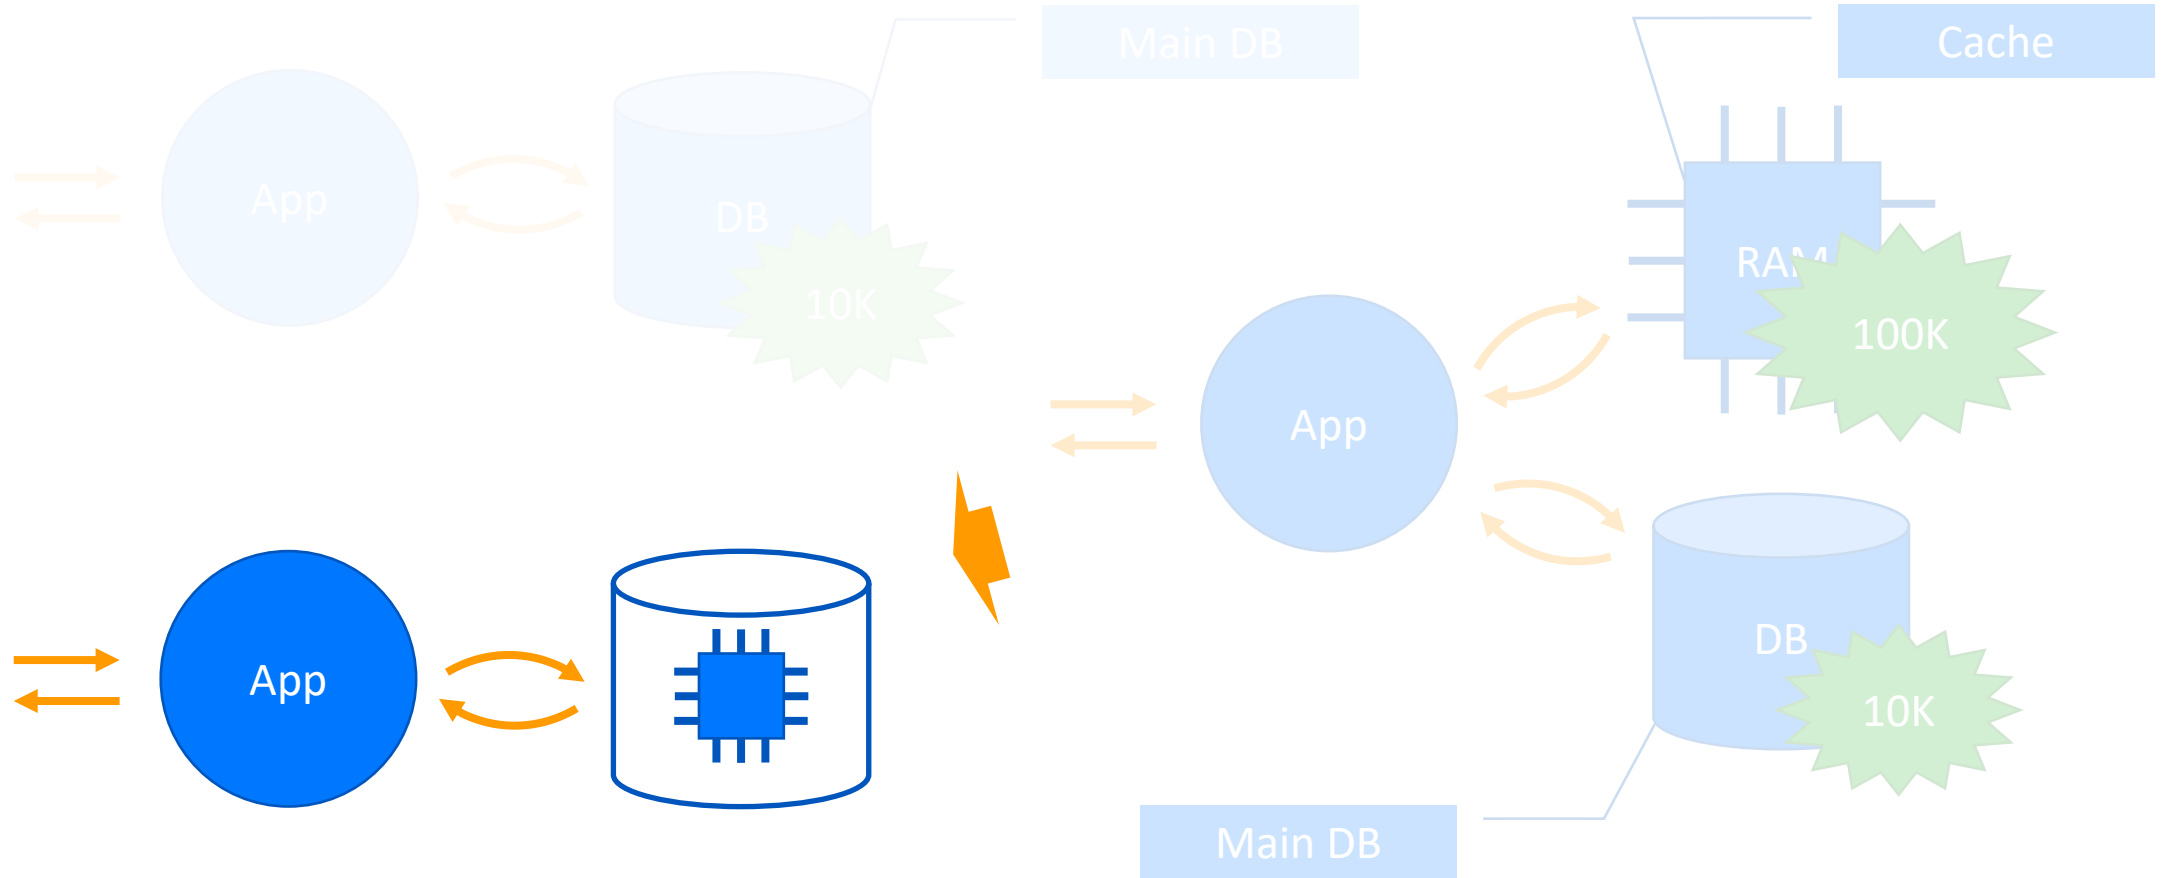 Main DB
App
DB
10K
Cache
RAM
100K
App
DB
10K
Main DB
App